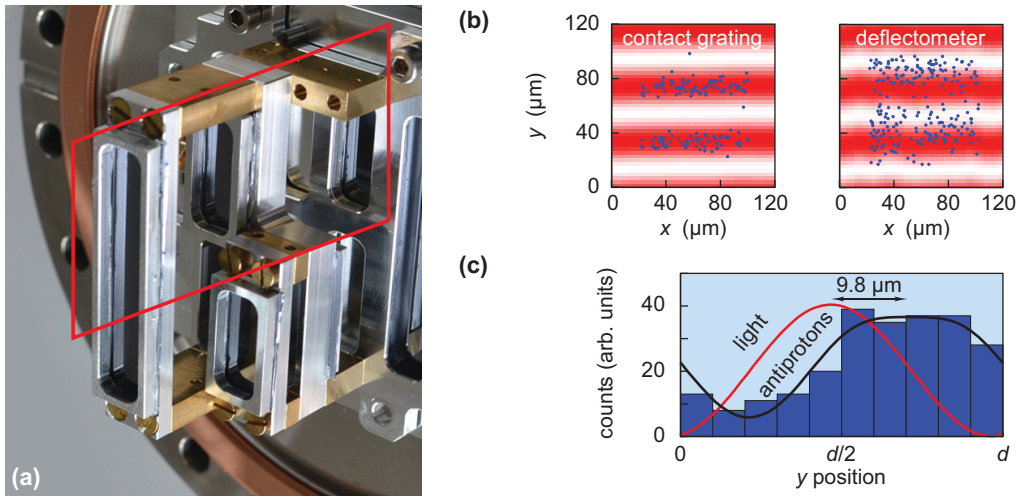 (a)
(b)
contact grating
deflectometer
120
80
40
0
y (µm)
0 40 80 120
x (µm)
0 40 80 120
x (µm)
(c)
9.8 µm
light
antiprotons
40
20
0
counts (arb. units)
0 d/2 d
y position